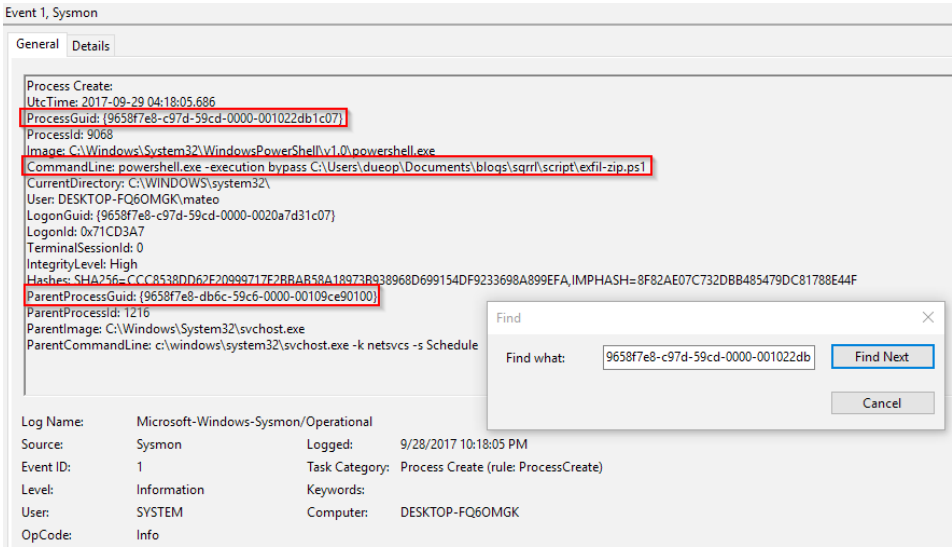 Event 1, Sysmon
General Details
Process Create:
UtcTime: 2017-09-29 04:18:05.686
ProcessGuid: {9658f7e8-c97d-59cd-0000-001022db1c07}
ProcessId: 9068
Image: C:\Windows\System32\WindowsPowerShell\v1.0\powershell.exe
CommandLine: powershell.exe -execution bypass C:\Users\dueop\Documents\blogs\sqrrl\script\exfil-zip.ps1
CurrentDirectory: C:\WINDOWS\system32\
User: DESKTOP-FQ6OMGK\mateo
LogonGuid: {9658f7e8-c97d-59cd-0000-0020a7d31c07}
LogonId: 0x71CD3A7
TerminalSessionId: 0
IntegrityLevel: High
Hashes: SHA256=CCC8538DD62F20999717F2BBAB58A18973B938968D699154DF9233698A899EFA,IMPHASH=8F82AE07C732DBB485479DC81788E44F
ParentProcessGuid: {9658f7e8-db6c-59c6-0000-00109ce90100}
ParentProcessId: 1216
ParentImage: C:\Windows\System32\svchost.exe
ParentCommandLine: c:\windows\system32\svchost.exe -k netsvcs -s Schedule
Find
Find what: 9658f7e8-c97d-59cd-0000-001022db Find Next
Cancel
Log Name: Microsoft-Windows-Sysmon/Operational
Source: Sysmon Logged: 9/28/2017 10:18:05 PM
Event ID: 1 Task Category: Process Create (rule: ProcessCreate)
Level: Information Keywords:
User: SYSTEM Computer: DESKTOP-FQ6OMGK
OpCode: Info